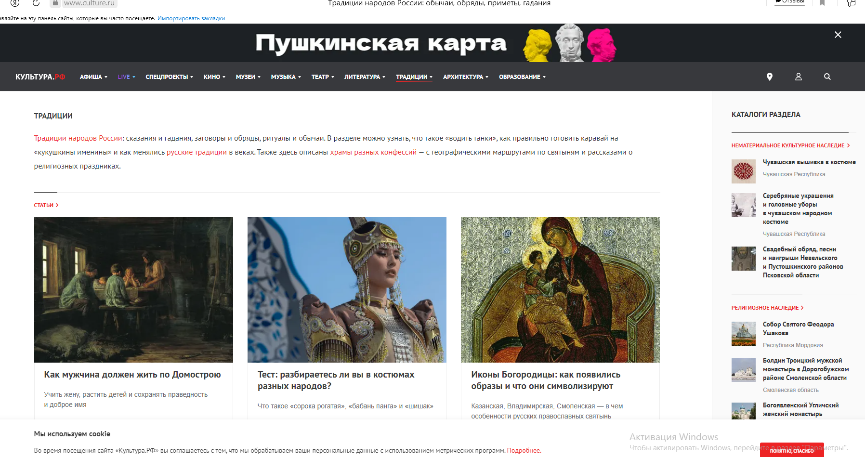 www.culture.ru
Традиции народов России: обычаи, обряды, приметы, гадания
Отзывы
вляйте на эту панель сайты, которые вы часто посещаете. Импортировать закладки
Пушкинская карта
КУЛЬТУРА.РФ
АФИША LIVE СПЕЦПРОЕКТЫ КИНО МУЗЕИ МУЗЫКА ТЕАТР ЛИТЕРАТУРА ТРАДИЦИИ АРХИТЕКТУРА ОБРАЗОВАНИЕ
ТРАДИЦИИ
Традиции народов России: сказания и гадания, заговоры и обряды, ритуалы и обычаи. В разделе можно узнать, что такое «водить танки», как правильно готовить каравай на
«кукушкины именины» и как менялись русские традиции в веках. Также здесь описаны храмы разных конфессий — с географическими маршрутами по святыням и рассказами о
религиозных праздниках.
СТАТЬИ
Как мужчина должен жить по Домострою
Учить жену, растить детей и сохранять праведность
и доброе имя
Тест: разбираетесь ли вы в костюмах
разных народов?
Что такое «сорока рогатая», «бабань панга» и «шишак»
Иконы Богородицы: как появились
образы и что они символизируют
Казанская, Владимирская, Смоленская — в чем
особенности русских православных святынь
КАТАЛОГИ РАЗДЕЛА
НЕМАТЕРИАЛЬНОЕ КУЛЬТУРНОЕ НАСЛЕДИЕ
Чувашская вышивка в костюме
Чувашская Республика
Серебряные украшения
и головные уборы
в чувашском народном
костюме
Чувашская Республика
Свадебный обряд, песни
и наигрыши Невельского
и Пустошкинского районов
Псковской области
РЕЛИГИОЗНОЕ НАСЛЕДИЕ
Собор Святого Феодора
Ушакова
Республика Мордовия
Болдин Троицкий мужской
монастырь в Дорогобужском
районе Смоленской области
Смоленская область
Богоявленский Угличский
женский монастырь
Мы используем cookie
Во время посещения сайта «Культура.РФ» вы соглашаетесь с тем, что мы обрабатываем ваши персональные данные с использованием метрических программ. Подробнее.
ПОНЯТНО, СПАСИБО
Активация Windows
Чтобы активировать Windows, перейдите в